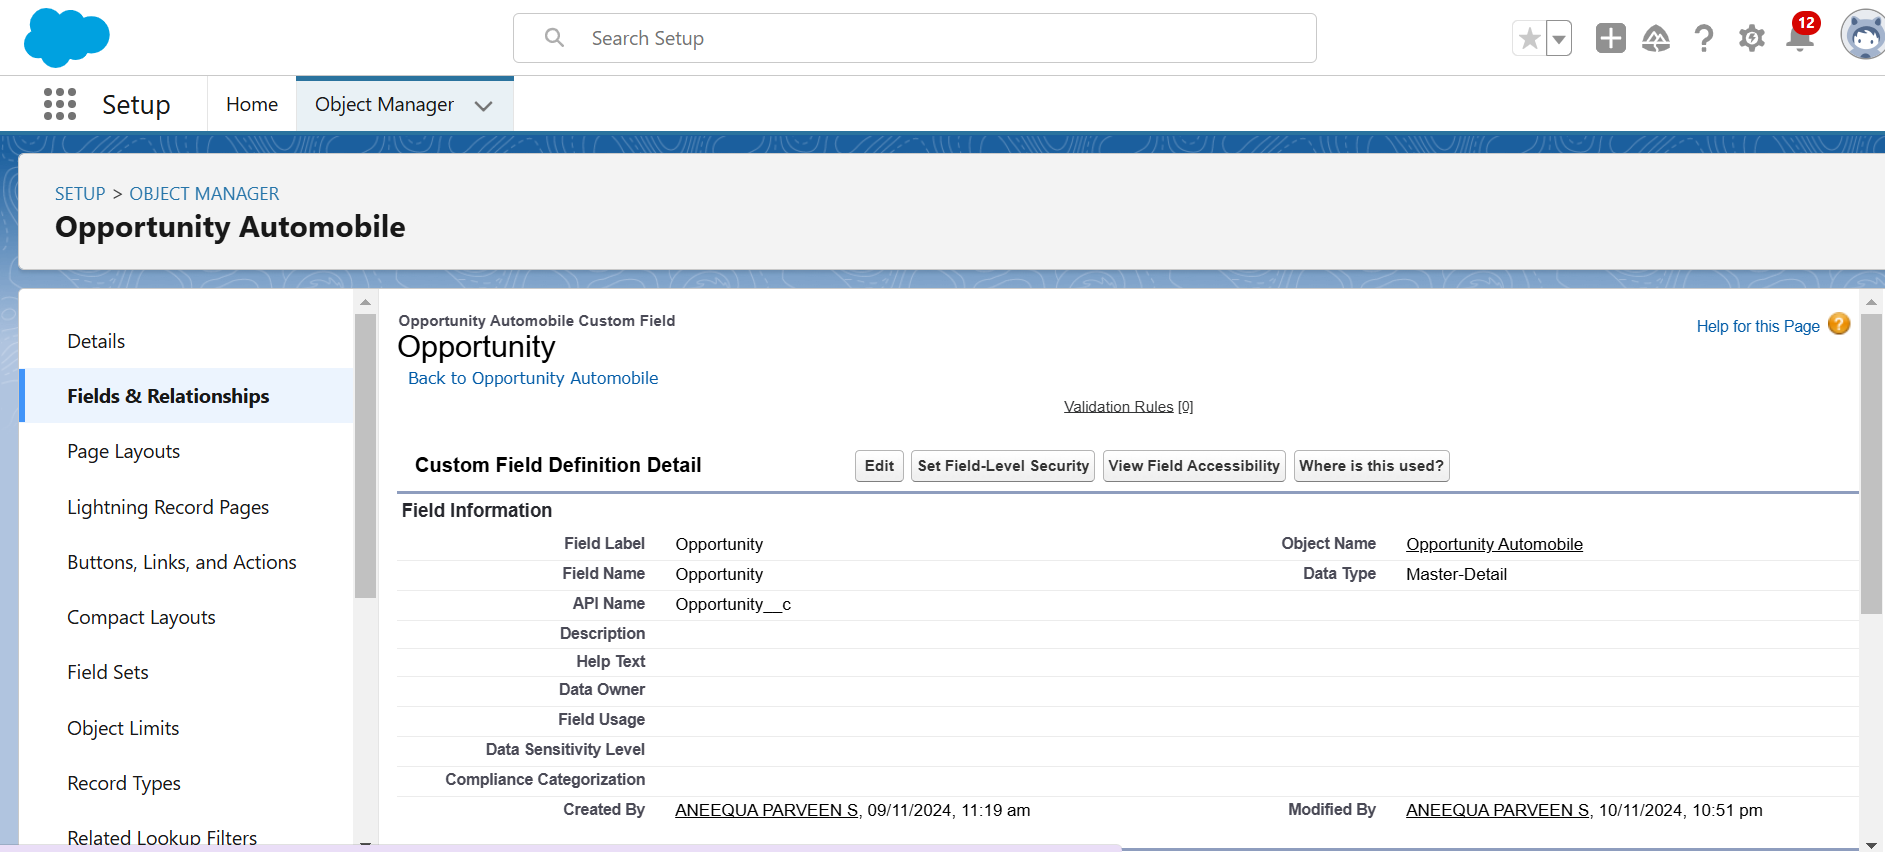 Search Setup
12
Setup
Home
Object Manager
SETUP > OBJECT MANAGER
Opportunity Automobile
Details
Fields & Relationships
Page Layouts
Lightning Record Pages
Buttons, Links, and Actions
Compact Layouts
Field Sets
Object Limits
Record Types
Related Lookup Filters
Opportunity Automobile Custom Field
Opportunity
Back to Opportunity Automobile
Help for this Page ?
Validation Rules [0]
Custom Field Definition Detail
Edit
Set Field-Level Security
View Field Accessibility
Where is this used?
Field Information
Field Label Opportunity
Object Name Opportunity Automobile
Field Name Opportunity
Data Type Master-Detail
API Name Opportunity__c
Description
Help Text
Data Owner
Field Usage
Data Sensitivity Level
Compliance Categorization
Created By ANEEQUA PARVEEN S, 09/11/2024, 11:19 am
Modified By ANEEQUA PARVEEN S, 10/11/2024, 10:51 pm